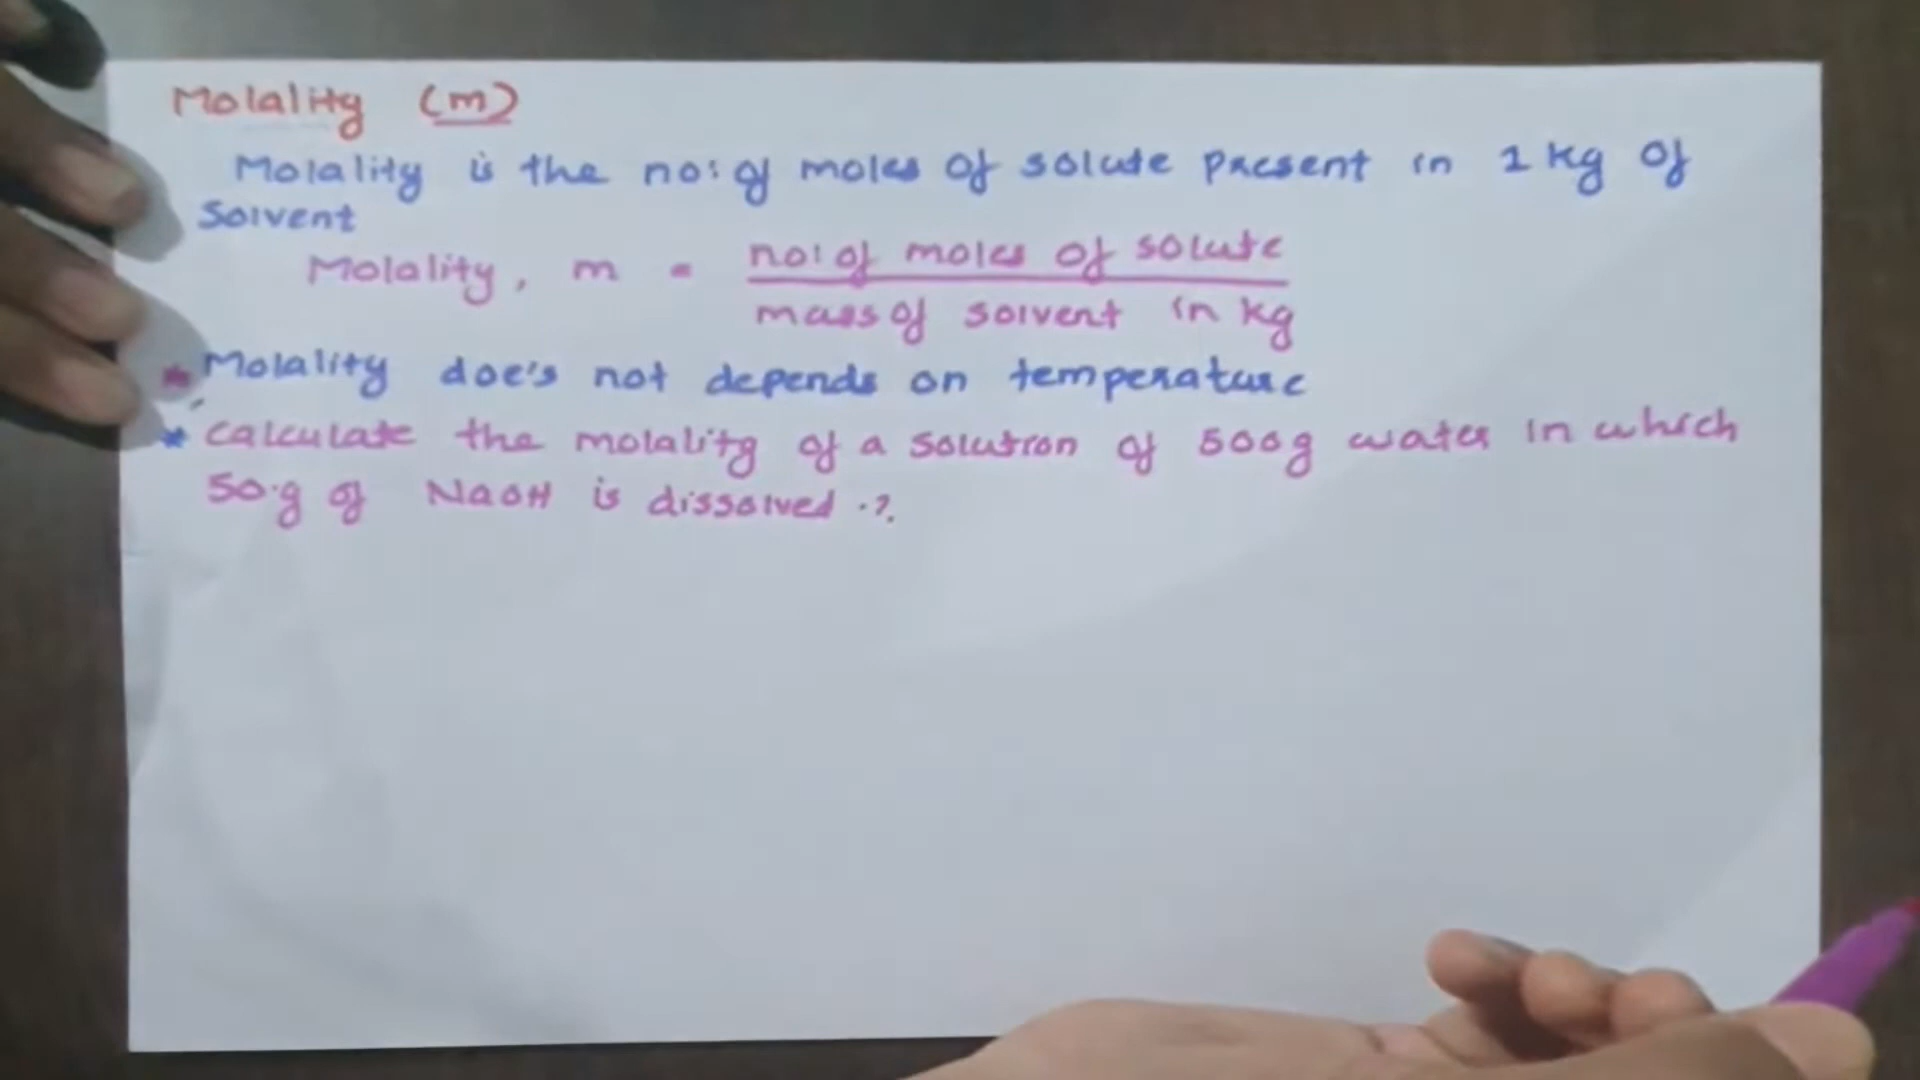 Molality (m)
Molality is the no: of moles of solute present in 1 kg of
Solvent
Molality, m = no: of moles of solute
mass of solvent in kg
* Molality doe's not depends on temperature
* Calculate the molality of a solution of 500g water in which
50.g of NaOH is dissolved .?.